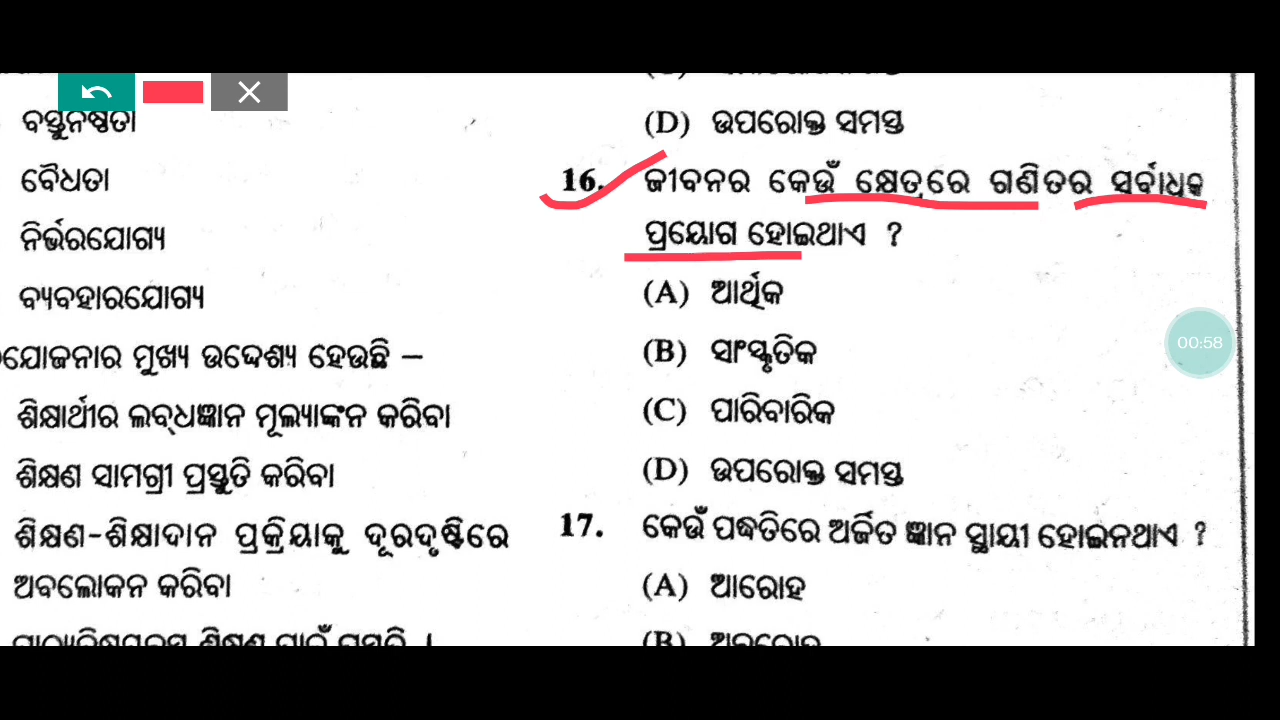 ବସ୍ତୁନିଷ୍ଠତା
ବୈଧତା
ନିର୍ଭରଯୋଗ୍ୟ
ବ୍ୟବହାରଯୋଗ୍ୟ
ଯୋଜନାର ମୁଖ୍ୟ ଉଦ୍ଦେଶ୍ୟ ହେଉଛି –
ଶିକ୍ଷାର୍ଥୀର ଲବ୍ଧଜ୍ଞାନ ମୂଲ୍ୟାଙ୍କନ କରିବା
ଶିକ୍ଷଣ ସାମଗ୍ରୀ ପ୍ରସ୍ତୁତି କରିବା
ଶିକ୍ଷଣ-ଶିକ୍ଷାଦାନ ପ୍ରକ୍ରିୟାକୁ ଦୂରଦୃଷ୍ଟିରେ
ଅବଲୋକନ କରିବା
(D) ଉପରୋକ୍ତ ସମସ୍ତ
16. ଜୀବନର କେଉଁ କ୍ଷେତ୍ରରେ ଗଣିତର ସର୍ବାଧିକ
ପ୍ରୟୋଗ ହୋଇଥାଏ ?
(A) ଆର୍ଥିକ
(B) ସାଂସ୍କୃତିକ
(C) ପାରିବାରିକ
(D) ଉପରୋକ୍ତ ସମସ୍ତ
17. କେଉଁ ପଦ୍ଧତିରେ ଅର୍ଜିତ ଜ୍ଞାନ ସ୍ଥାୟୀ ହୋଇନଥାଏ ?
(A) ଆରୋହ
(B)
00:58